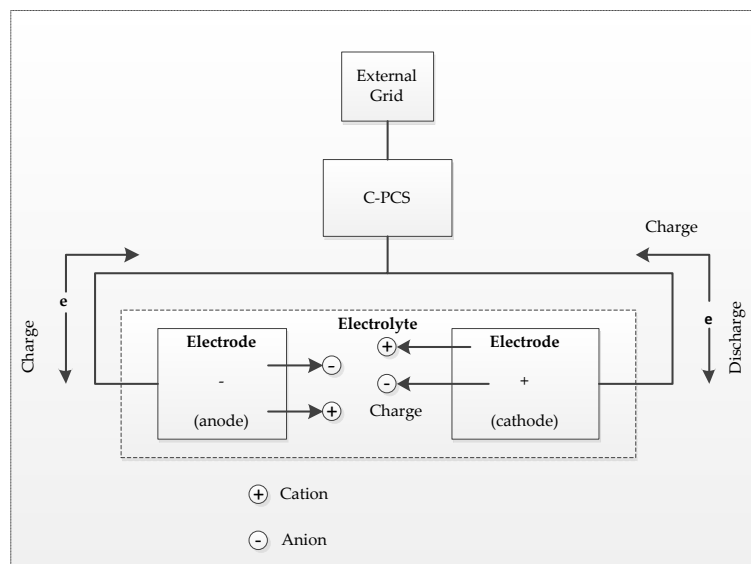 External
Grid
C-PCS
Charge
e
Charge
e
Discharge
Electrolyte
Electrode
-
(anode)
-
+
+
-
Charge
Electrode
+
(cathode)
+ Cation
- Anion